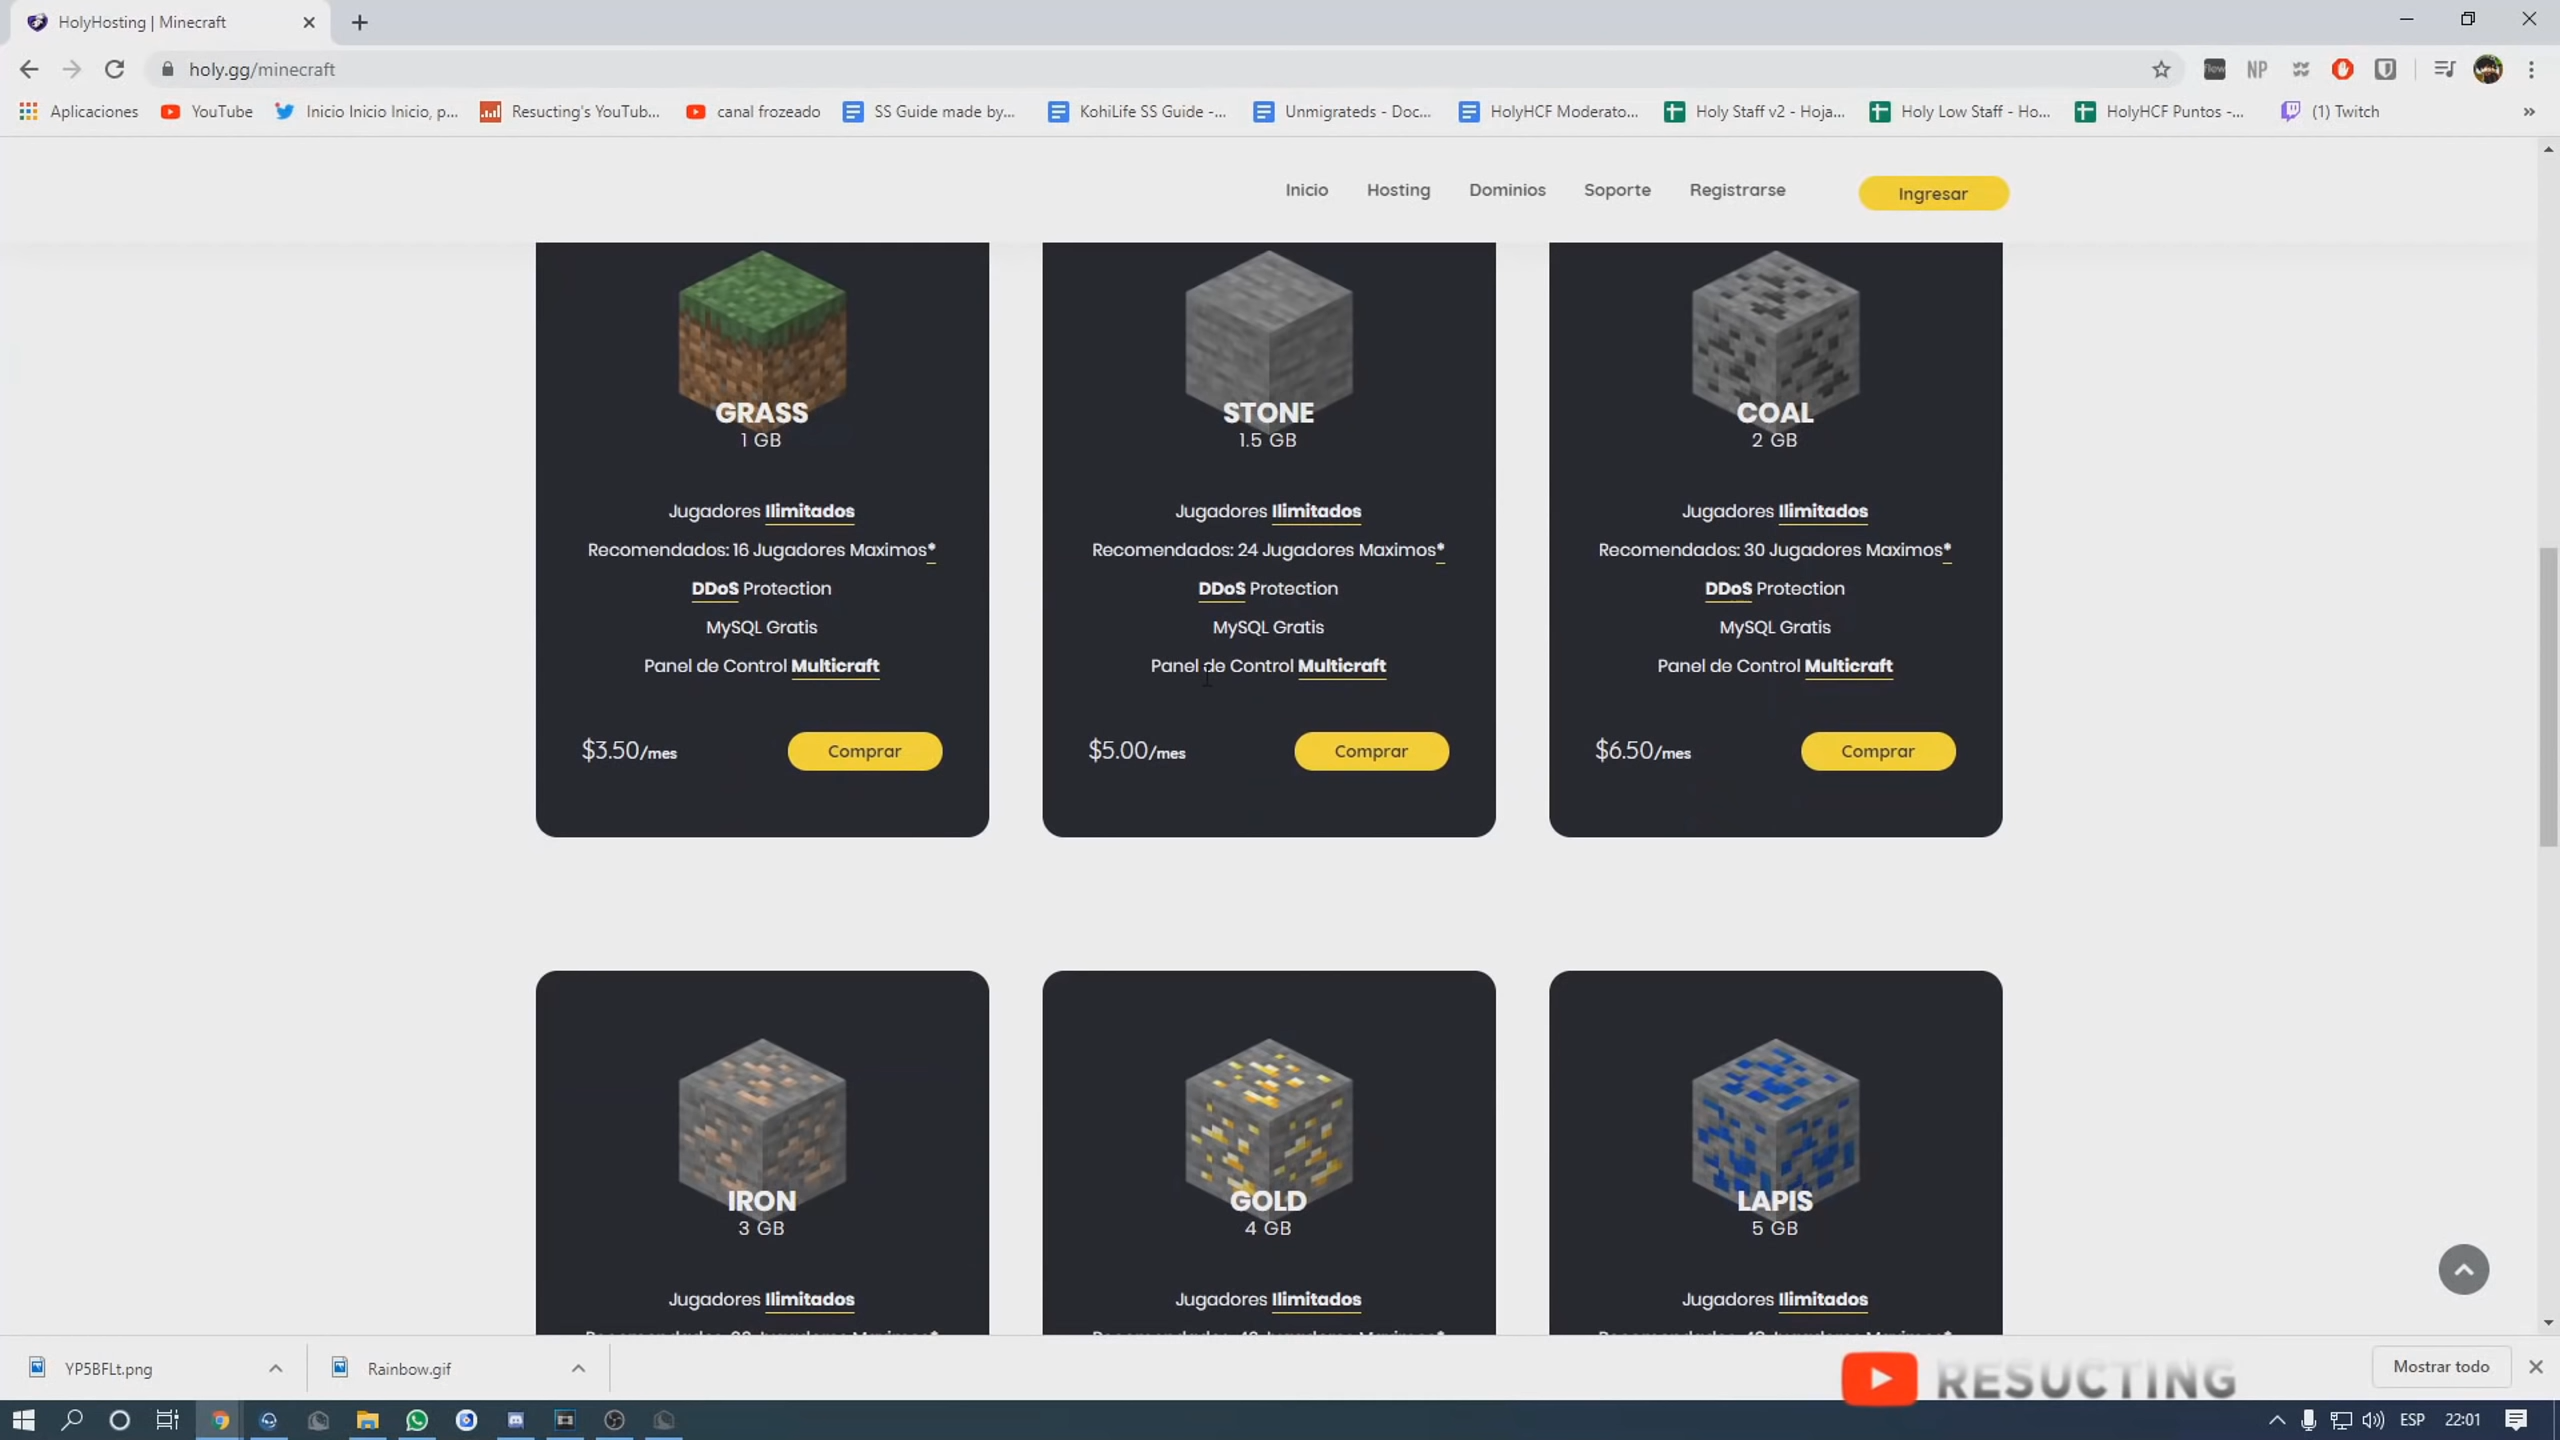 HolyHosting | Minecraft
holy.gg/minecraft
flow
NP
Aplicaciones
YouTube
Inicio Inicio Inicio, p...
Resucting's YouTub...
canal frozeado
SS Guide made by...
KohiLife SS Guide -...
Unmigrateds - Doc...
HolyHCF Moderato...
Holy Staff v2 - Hoja...
Holy Low Staff - Ho...
HolyHCF Puntos -...
(1) Twitch
»
Inicio
Hosting
Dominios
Soporte
Registrarse
Ingresar
GRASS
1 GB
Jugadores Ilimitados
Recomendados: 16 Jugadores Maximos*
DDoS Protection
MySQL Gratis
Panel de Control Multicraft
$3.50/mes
Comprar
STONE
1.5 GB
Jugadores Ilimitados
Recomendados: 24 Jugadores Maximos*
DDoS Protection
MySQL Gratis
Panel de Control Multicraft
$5.00/mes
Comprar
COAL
2 GB
Jugadores Ilimitados
Recomendados: 30 Jugadores Maximos*
DDoS Protection
MySQL Gratis
Panel de Control Multicraft
$6.50/mes
Comprar
IRON
3 GB
Jugadores Ilimitados
GOLD
4 GB
Jugadores Ilimitados
LAPIS
5 GB
Jugadores Ilimitados
YP5BFLt.png
Rainbow.gif
RESUCTING
Mostrar todo
ESP
22:01